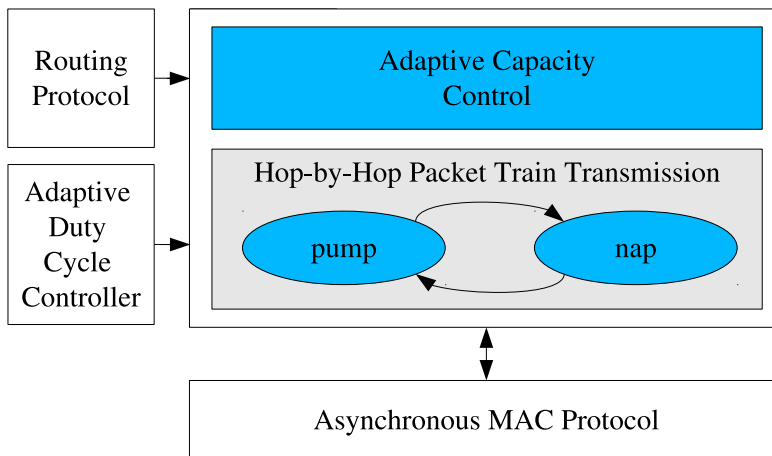 Routing
Protocol
Adaptive
Duty
Cycle
Controller
Adaptive Capacity
Control
Hop-by-Hop Packet Train Transmission
pump
nap
Asynchronous MAC Protocol